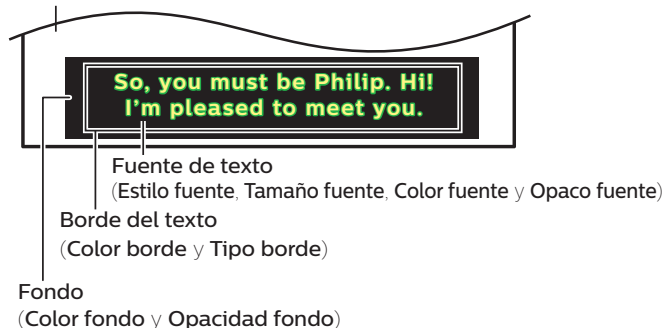 So, you must be Philip. Hi!
I'm pleased to meet you.
Fuente de texto
(Estilo fuente, Tamaño fuente, Color fuente y Opaco fuente)
Borde del texto
(Color borde y Tipo borde)
Fondo
(Color fondo y Opacidad fondo)